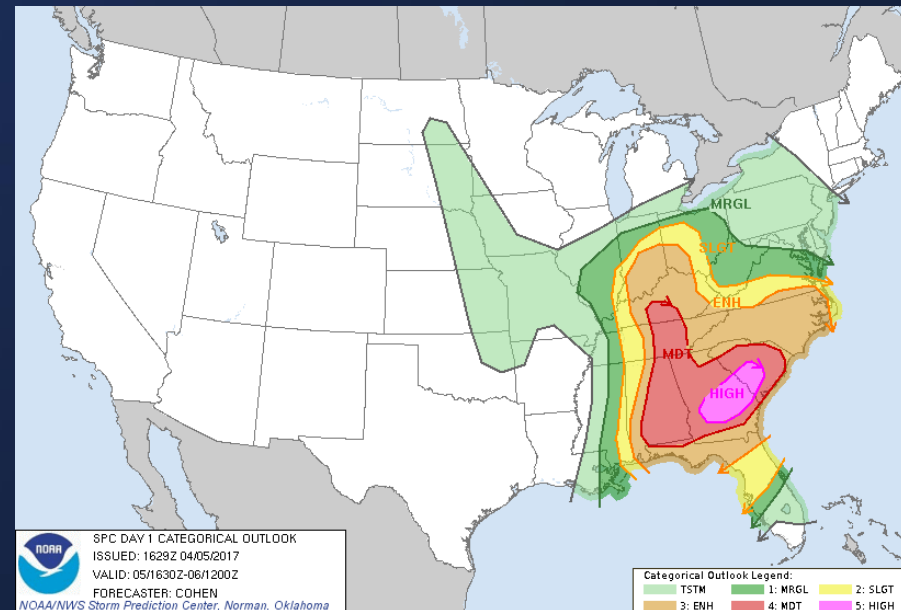 MRGL
SLGT
ENH
MDT
HIGH
NOAA
SPC DAY 1 CATEGORICAL OUTLOOK
ISSUED: 1629Z 04/05/2017
VALID: 05/1630Z-06/1200Z
FORECASTER: COHEN
NOAA/NWS Storm Prediction Center, Norman, Oklahoma
Categorical Outlook Legend:
TSTM 1: MRGL 2: SLGT
3: ENH 4: MDT 5: HIGH